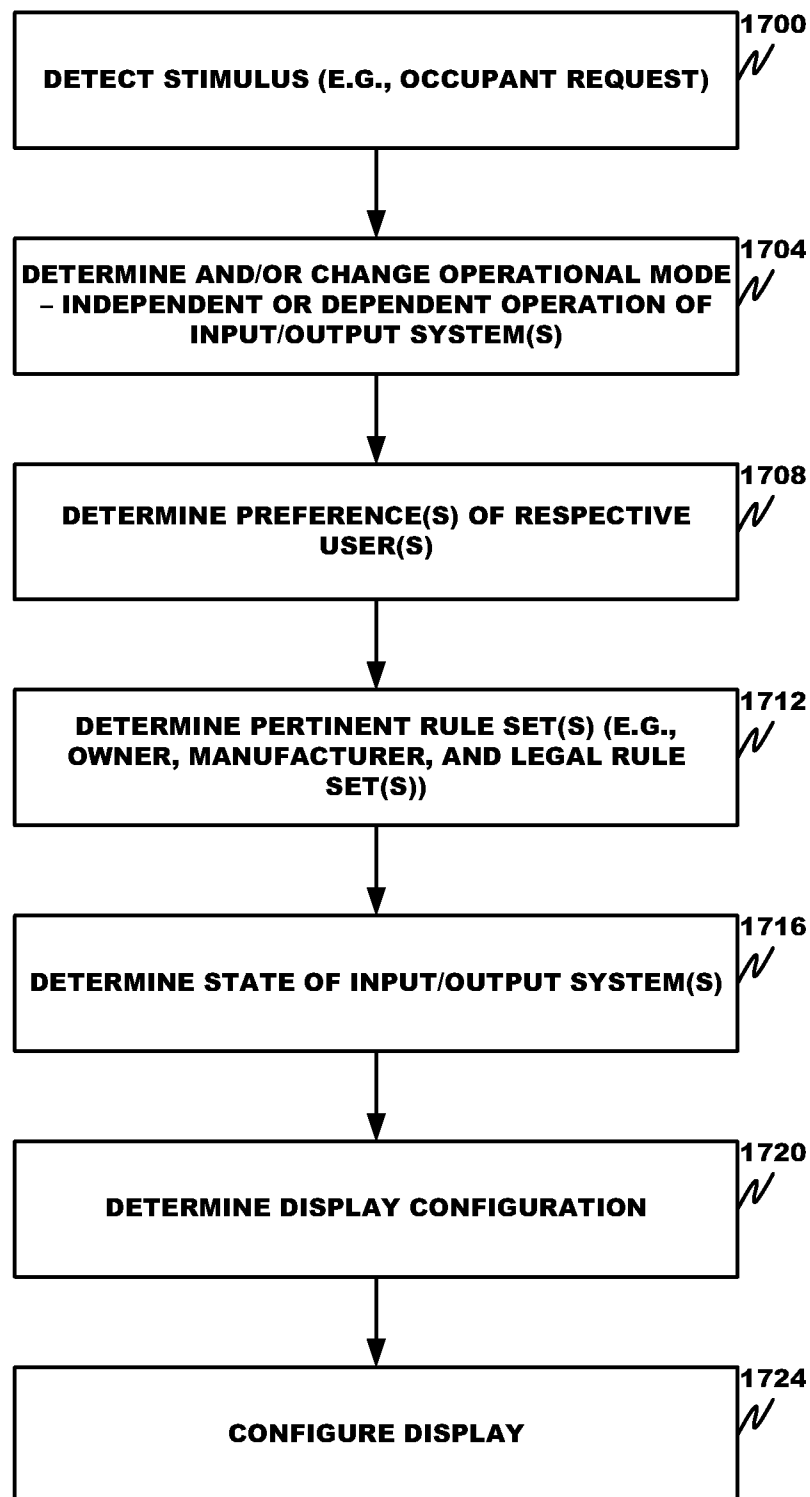 1700
DETECT STIMULUS (E.G., OCCUPANT REQUEST)
1704
DETERMINE AND/OR CHANGE OPERATIONAL MODE
– INDEPENDENT OR DEPENDENT OPERATION OF
INPUT/OUTPUT SYSTEM(S)
1708
DETERMINE PREFERENCE(S) OF RESPECTIVE
USER(S)
1712
DETERMINE PERTINENT RULE SET(S) (E.G.,
OWNER, MANUFACTURER, AND LEGAL RULE
SET(S))
1716
DETERMINE STATE OF INPUT/OUTPUT SYSTEM(S)
1720
DETERMINE DISPLAY CONFIGURATION
1724
CONFIGURE DISPLAY